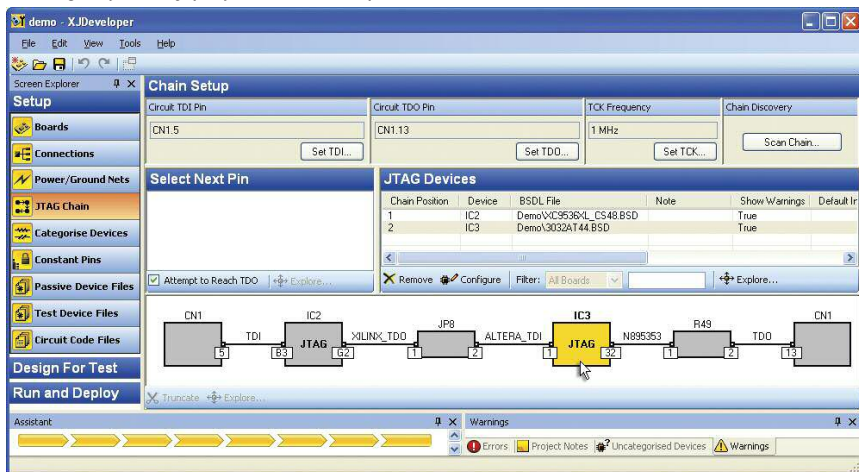 demo - XJDeveloper
File Edit View Tools Help
Screen Explorer
Setup
Boards
Connections
Power/Ground Nets
JTAG Chain
Categorise Devices
Constant Pins
Passive Device Files
Test Device Files
Circuit Code Files
Design For Test
Run and Deploy
Chain Setup
Circuit TDI Pin
CN1.5
Set TDI...
Circuit TDO Pin
CN1.13
Set TDO...
TCK Frequency
1 MHz
Set TCK...
Chain Discovery
Scan Chain...
Select Next Pin
Attempt to Reach TDO Explore...
JTAG Devices
Chain Position Device BSDL File Note Show Warnings Default Ir
1 IC2 Demo\XC9536XL_CS48.BSD True
2 IC3 Demo\3032AT44.BSD True
Remove Configure Filter: All Boards Explore...
CN1 IC2 JP8 IC3 R49 CN1
TDI XILINX_TDO ALTERA_TDI N895353 TDO
JTAG JTAG
5 B3 G2 1 2 1 32 1 2 13
Truncate Explore...
Assistant
Warnings
Errors Project Notes Uncategorised Devices Warnings